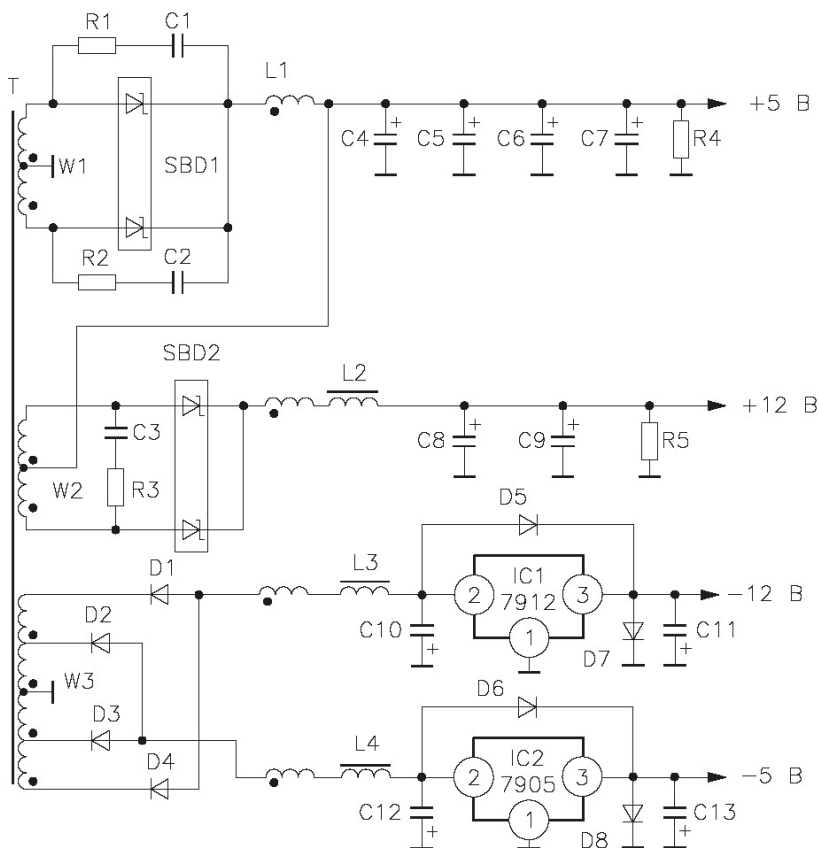 R1 C1
T
L1
+5 В
C4 + C5 + C6 + C7 + R4
W1
SBD1
R2 C2
SBD2
L2
+12 В
C3
C8 + C9 + R5
W2
R3
D5
D1
L3
IC1
2 7912 3
-12 В
D2
C10 + 1 D7 C11 +
W3
D6
D3
L4
IC2
D4
2 7905 3
-5 В
C12 + 1 D8 C13 +